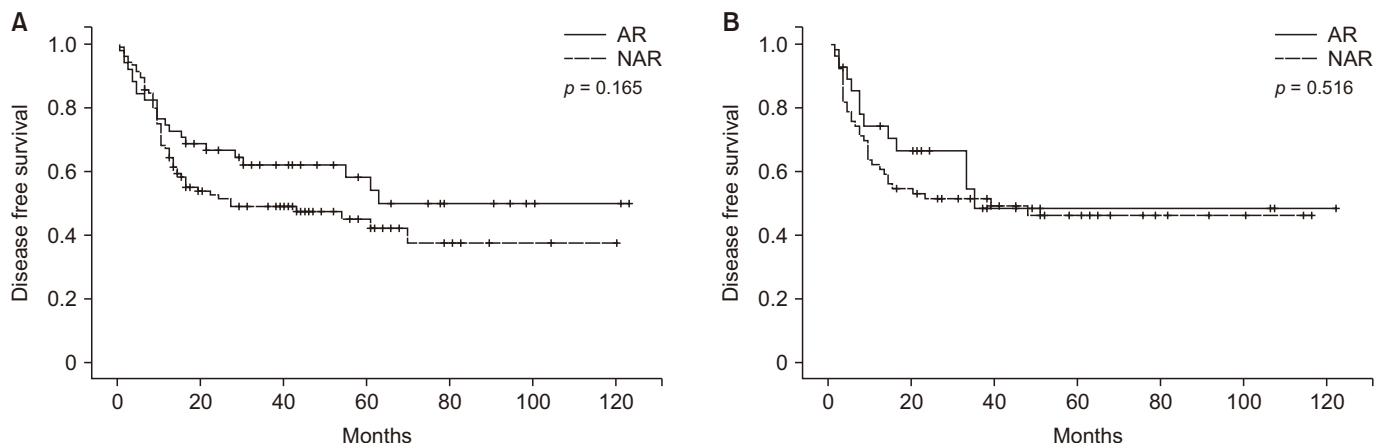 A
AR
NAR
p = 0.165
1.0
0.8
0.6
0.4
0.2
0
Disease free survival
0 20 40 60 80 100 120
Months
B
AR
NAR
p = 0.516
1.0
0.8
0.6
0.4
0.2
0
Disease free survival
0 20 40 60 80 100 120
Months